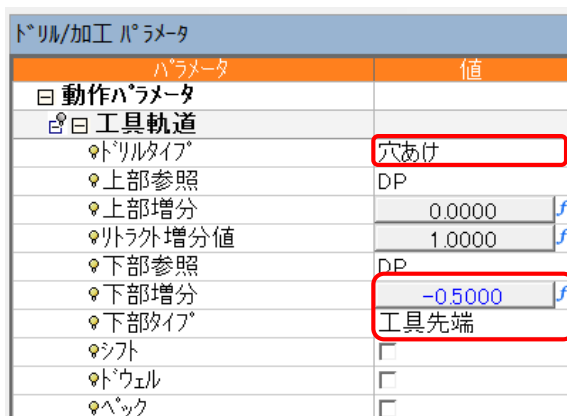 ドリル/加工 パラメータ
パラメータ 値
動作パラメータ
工具軌道
ドリルタイプ 穴あけ
上部参照 DP
上部増分 0.0000 f
リトラクト増分値 1.0000 f
下部参照 DP
下部増分 -0.5000 f
下部タイプ 工具先端
シフト
ドウェル
ペック